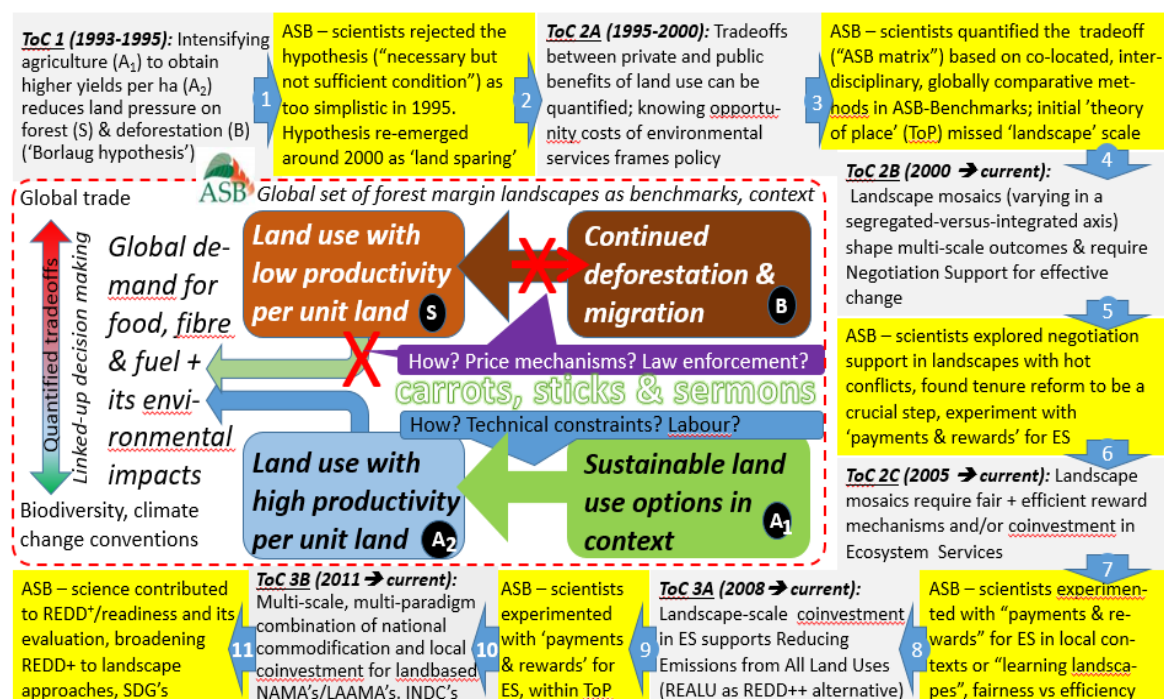 ToC 1 (1993-1995): Intensifying
agriculture (A1) to obtain
higher yields per ha (A2)
reduces land pressure on
forest (S) & deforestation (B)
('Borlaug hypothesis')
1
ASB – scientists rejected the
hypothesis ("necessary but
not sufficient condition") as
too simplistic in 1995.
Hypothesis re-emerged
around 2000 as 'land sparing'
2
ToC 2A (1995-2000): Tradeoffs
between private and public
benefits of land use can be
quantified; knowing opportu-
nity costs of environmental
services frames policy
3
ASB – scientists quantified the tradeoff
("ASB matrix") based on co-located, inter-
disciplinary, globally comparative met-
hods in ASB-Benchmarks; initial 'theory
of place' (ToP) missed 'landscape' scale
4
ToC 2B (2000 → current):
Landscape mosaics (varying in a
segregated-versus-integrated axis)
shape multi-scale outcomes & require
Negotiation Support for effective
change
5
ASB – scientists explored negotiation
support in landscapes with hot
conflicts, found tenure reform to be a
crucial step, experiment with
'payments & rewards' for ES
6
ToC 2C (2005 → current): Landscape
mosaics require fair + efficient reward
mechanisms and/or coinvestment in
Ecosystem Services
7
ASB – scientists experimen-
ted with "payments & re-
wards" for ES in local con-
texts or "learning landsca-
pes", fairness vs efficiency
8
ToC 3A (2008 → current):
Landscape-scale coinvestment
in ES supports Reducing
Emissions from All Land Uses
(REALU as REDD++ alternative)
9
ASB – scientists
experimented
with 'payments
& rewards' for
ES, within ToP
10
ToC 3B (2011 → current):
Multi-scale, multi-paradigm
combination of national
commodification and local
coinvestment for landbased
NAMA's/LAAMA's, INDC's
11
ASB – science contributed
to REDD+/readiness and its
evaluation, broadening
REDD+ to landscape
approaches, SDG's
ASB
Global set of forest margin landscapes as benchmarks, context
Global trade
Quantified tradeoffs
Linked-up decision making
Biodiversity, climate
change conventions
Global de-
mand for
food, fibre
& fuel +
its envi-
ronmental
impacts
Land use with
low productivity
per unit land
S
Continued
deforestation &
migration
B
How? Price mechanisms? Law enforcement?
carrots, sticks & sermons
How? Technical constraints? Labour?
Land use with
high productivity
per unit land
A2
Sustainable land
use options in
context
A1